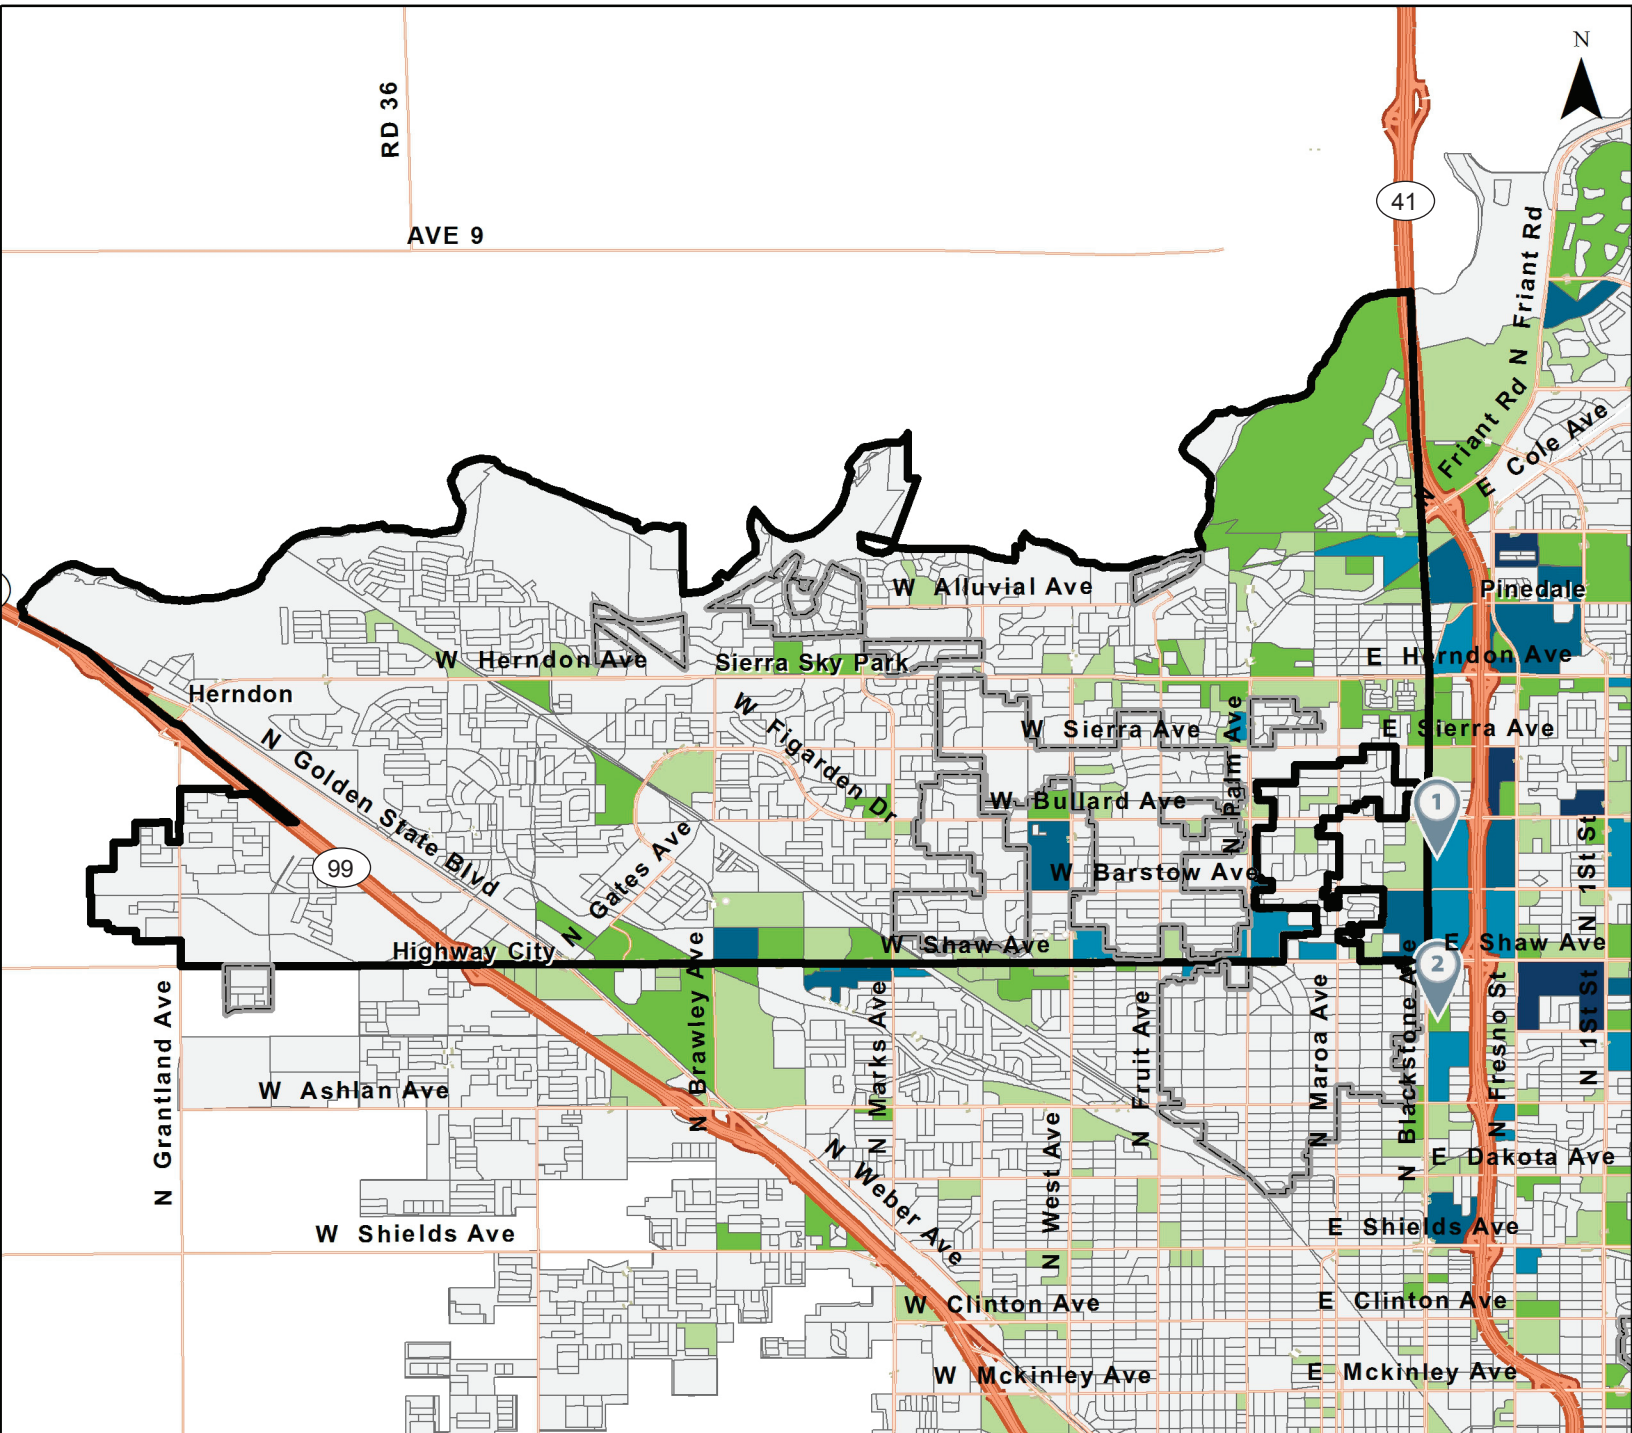 N
RD 36
AVE 9
41
N Friant Rd
N Friant Rd
E Cole Ave
W Alluvial Ave
Pinedale
W Herndon Ave
Sierra Sky Park
E Herndon Ave
Herndon
W Figarden Dr
W Sierra Ave
N Palm Ave
E Sierra Ave
N Golden State Blvd
W Bullard Ave
1
99
N Gates Ave
W Barstow Ave
N 1St St
Highway City
W Shaw Ave
E Shaw Ave
2
N Grantland Ave
N Brawley Ave
N Marks Ave
N Fruit Ave
N Maroa Ave
N Blackstone Ave
N Fresno St
N 1St St
W Ashlan Ave
N West Ave
N Weber Ave
E Dakota Ave
W Shields Ave
E Shields Ave
W Clinton Ave
E Clinton Ave
W Mckinley Ave
E Mckinley Ave